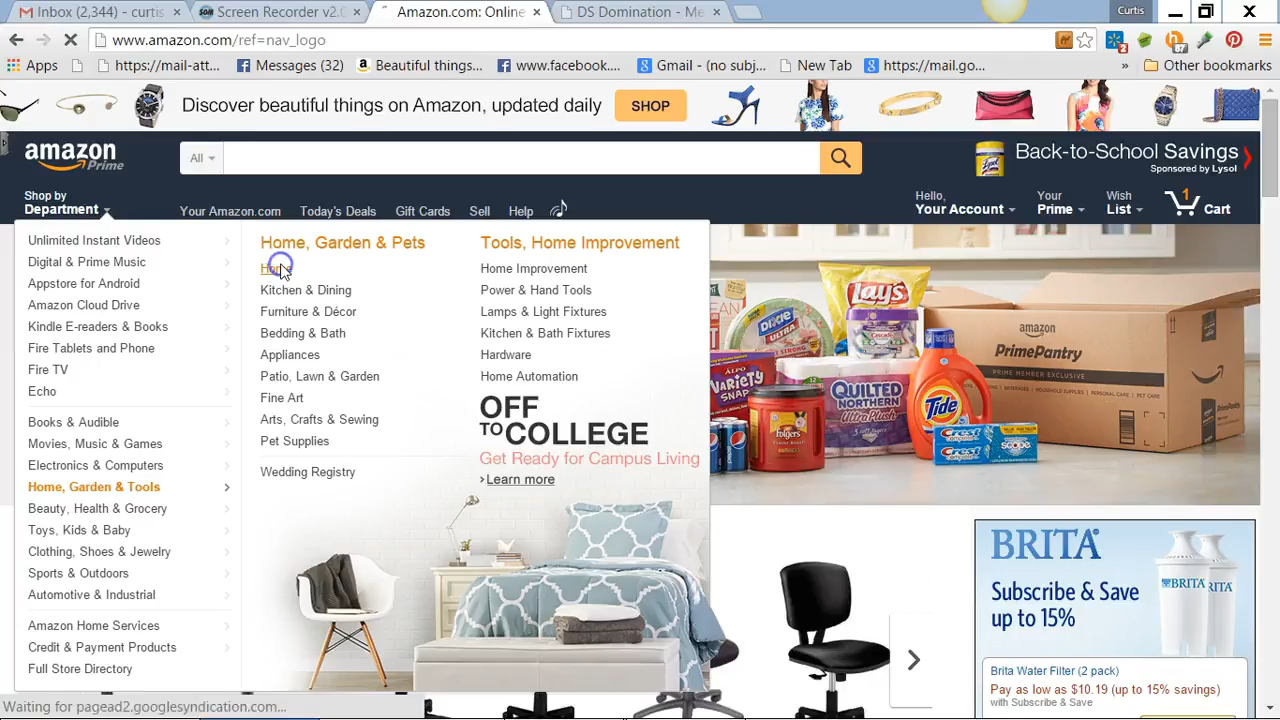 Inbox (2,344) - curtis
Screen Recorder v2.0
Amazon.com: Online
DS Domination - Me
Curtis
www.amazon.com/ref=nav_logo
2
87
Apps
https://mail-att...
Messages (32)
Beautiful things...
www.facebook....
Gmail - (no subj...
New Tab
https://mail.go...
»
Other bookmarks
Discover beautiful things on Amazon, updated daily
SHOP
amazon
Prime
All
Back-to-School Savings
Sponsored by Lysol
Shop by
Department
Your Amazon.com
Today's Deals
Gift Cards
Sell
Help
Hello,
Your Account
Your
Prime
Wish
List
1
Cart
Unlimited Instant Videos
Digital & Prime Music
Appstore for Android
Amazon Cloud Drive
Kindle E-readers & Books
Fire Tablets and Phone
Fire TV
Echo
Books & Audible
Movies, Music & Games
Electronics & Computers
Home, Garden & Tools
Beauty, Health & Grocery
Toys, Kids & Baby
Clothing, Shoes & Jewelry
Sports & Outdoors
Automotive & Industrial
Amazon Home Services
Credit & Payment Products
Full Store Directory
Home, Garden & Pets
Home
Kitchen & Dining
Furniture & Décor
Bedding & Bath
Appliances
Patio, Lawn & Garden
Fine Art
Arts, Crafts & Sewing
Pet Supplies
Wedding Registry
Tools, Home Improvement
Home Improvement
Power & Hand Tools
Lamps & Light Fixtures
Kitchen & Bath Fixtures
Hardware
Home Automation
OFF
TO COLLEGE
Get Ready for Campus Living
Learn more
Lay's
Dixie
ALPO
VARIETY
SNAP
QUILTED
NORTHERN
UltraPlush
Folgers
pepsi
Tide
Crest
scope
amazon
PrimePantry
PRIME MEMBER EXCLUSIVE
BRITA
Subscribe & Save
up to 15%
BRITA
Brita Water Filter (2 pack)
Pay as low as $10.19 (up to 15% savings)
with Subscribe & Save
Waiting for pagead2.googlesyndication.com...